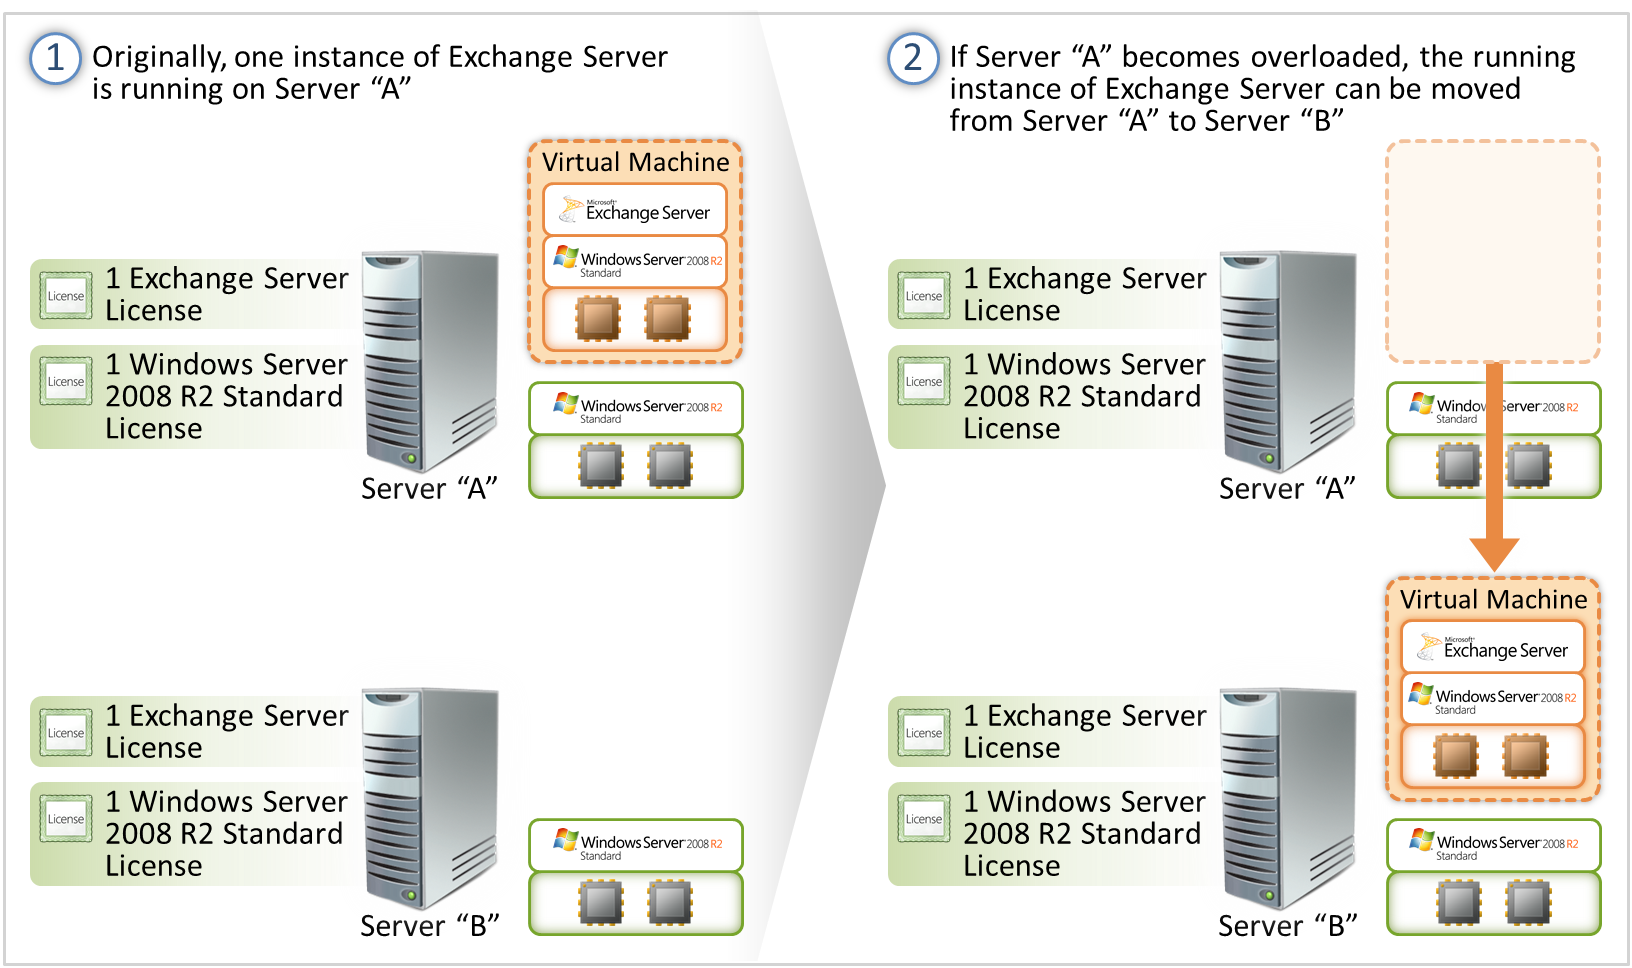 1
Originally, one instance of Exchange Server
is running on Server “A”
Virtual Machine
Microsoft®
Exchange Server
Windows Server® 2008 R2
Standard
License
1 Exchange Server
License
License
1 Windows Server
2008 R2 Standard
License
Windows Server® 2008 R2
Standard
Server “A”
License
1 Exchange Server
License
License
1 Windows Server
2008 R2 Standard
License
Windows Server® 2008 R2
Standard
Server “B”
2
If Server “A” becomes overloaded, the running
instance of Exchange Server can be moved
from Server “A” to Server “B”
License
1 Exchange Server
License
License
1 Windows Server
2008 R2 Standard
License
Windows Server® 2008 R2
Standard
Server “A”
Virtual Machine
Microsoft®
Exchange Server
Windows Server® 2008 R2
Standard
License
1 Exchange Server
License
License
1 Windows Server
2008 R2 Standard
License
Windows Server® 2008 R2
Standard
Server “B”